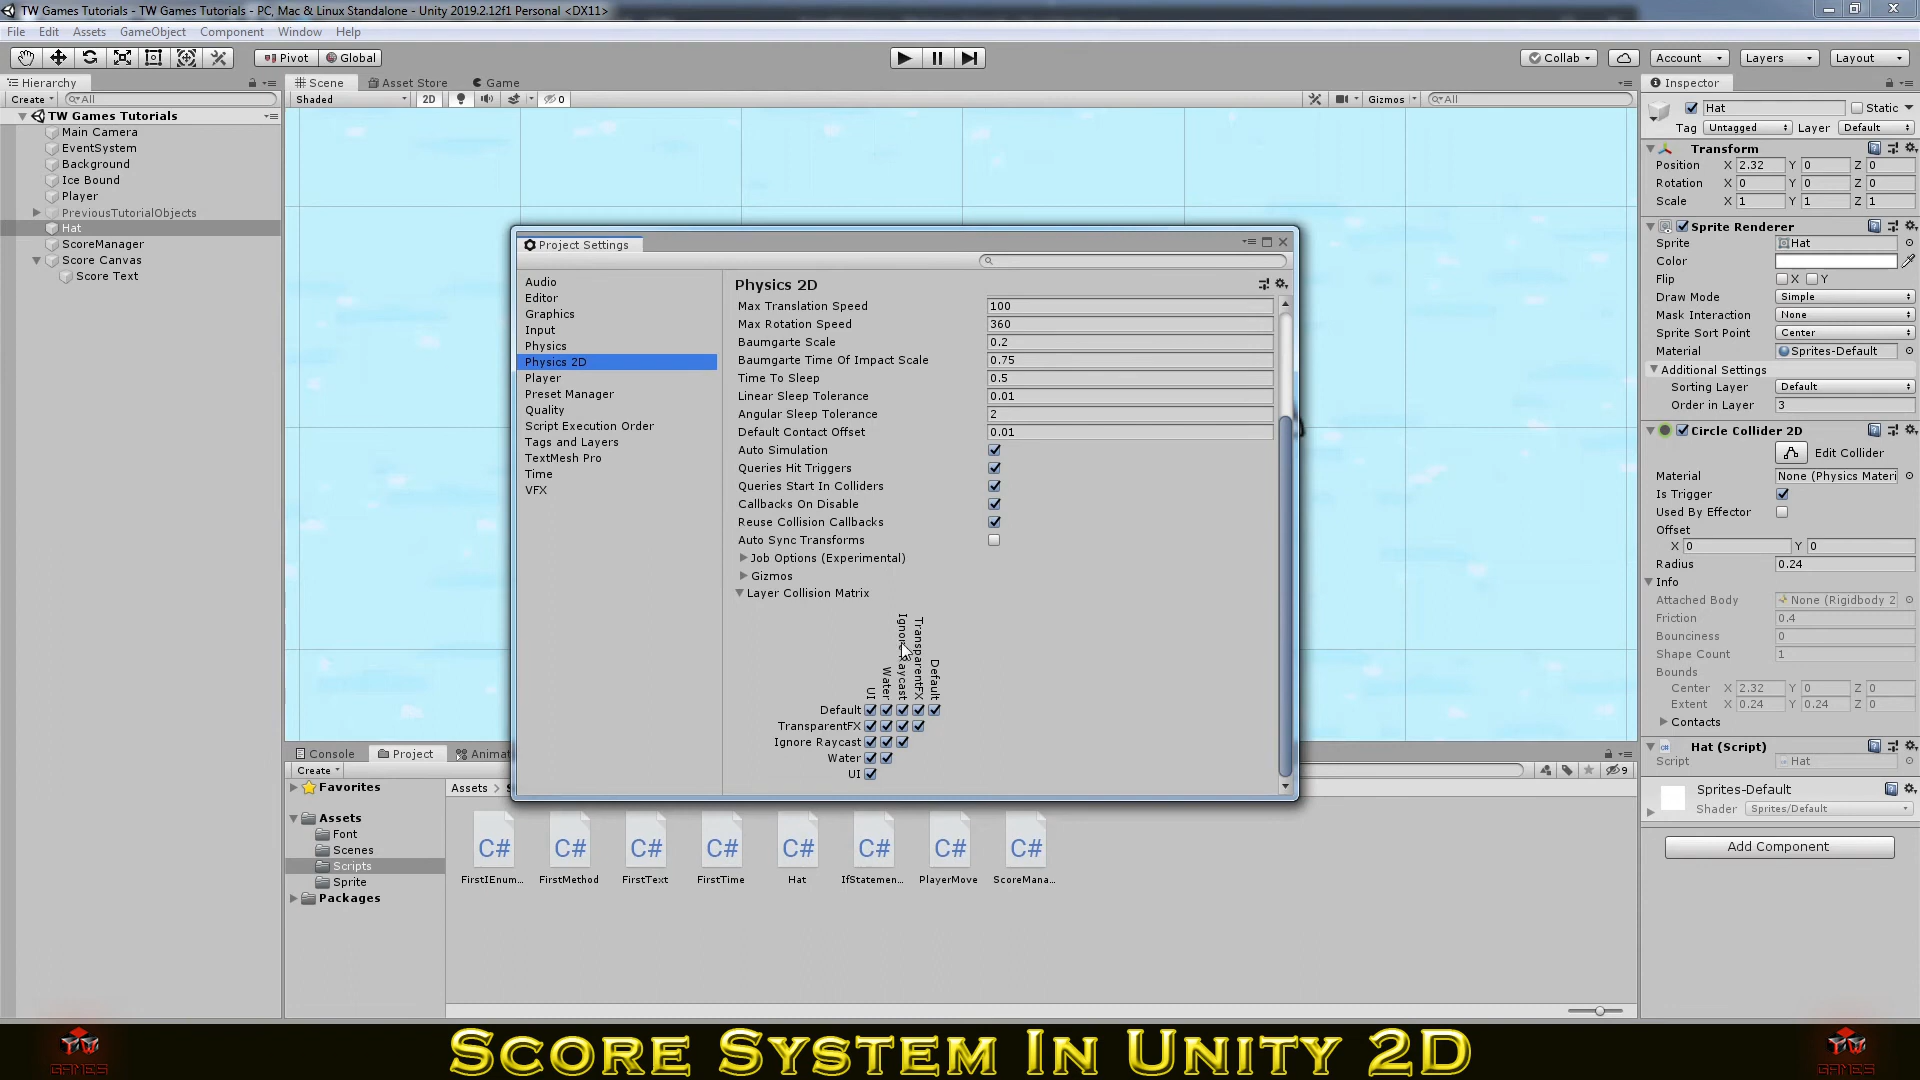 TW Games Tutorials - TW Games Tutorials - PC, Mac & Linux Standalone - Unity 2019.2.12f1 Personal <DX11>
File Edit Assets GameObject Component Window Help
Pivot Global Collab Account Layers Layout
Hierarchy
Create All
TW Games Tutorials
Main Camera
EventSystem
Background
Ice Bound
Player
PreviousTutorialObjects
Hat
ScoreManager
Score Canvas
Score Text
Scene Asset Store Game
Shaded 2D 0 Gizmos All
Project Settings
Audio
Editor
Graphics
Input
Physics
Physics 2D
Player
Preset Manager
Quality
Script Execution Order
Tags and Layers
TextMesh Pro
Time
VFX
Physics 2D
Max Translation Speed 100
Max Rotation Speed 360
Baumgarte Scale 0.2
Baumgarte Time Of Impact Scale 0.75
Time To Sleep 0.5
Linear Sleep Tolerance 0.01
Angular Sleep Tolerance 2
Default Contact Offset 0.01
Auto Simulation
Queries Hit Triggers
Queries Start In Colliders
Callbacks On Disable
Reuse Collision Callbacks
Auto Sync Transforms
Job Options (Experimental)
Gizmos
Layer Collision Matrix
UI
Water
Ignore Raycast
TransparentFX
Default
Default
TransparentFX
Ignore Raycast
Water
UI
Inspector
Hat Static
Tag Untagged Layer Default
Transform
Position X 2.32 Y 0 Z 0
Rotation X 0 Y 0 Z 0
Scale X 1 Y 1 Z 1
Sprite Renderer
Sprite Hat
Color
Flip X Y
Draw Mode Simple
Mask Interaction None
Sprite Sort Point Center
Material Sprites-Default
Additional Settings
Sorting Layer Default
Order in Layer 3
Circle Collider 2D
Edit Collider
Material None (Physics Materi
Is Trigger
Used By Effector
Offset
X 0 Y 0
Radius 0.24
Info
Attached Body None (Rigidbody 2
Friction 0.4
Bounciness 0
Shape Count 1
Bounds
Center X 2.32 Y 0 Z 0
Extent X 0.24 Y 0.24 Z 0
Contacts
Hat (Script)
Script Hat
Sprites-Default
Shader Sprites/Default
Add Component
Console Project Animat
Create 9
Favorites
Assets
Font
Scenes
Scripts
Sprite
Packages
Assets > S
C# C# C# C# C# C# C# C#
FirstIEnum... FirstMethod FirstText FirstTime Hat IfStatemen... PlayerMove ScoreMana...
TW GAMES
Score System In Unity 2D
TW GAMES